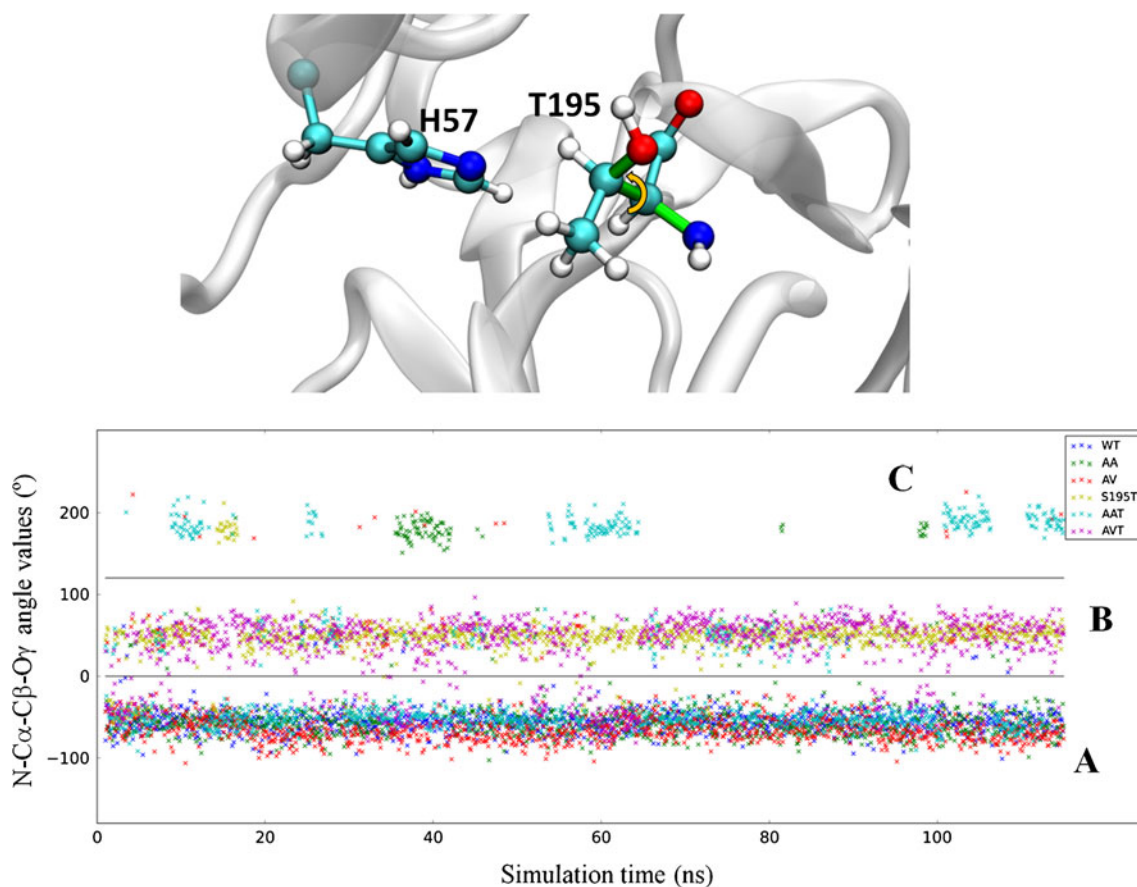 H57
T195
N-Cα-Cβ-Oγ angle values (º)
200
100
0
−100
0
20
40
60
80
100
Simulation time (ns)
C
B
A
WT
AA
AV
S195T
AAT
AVT